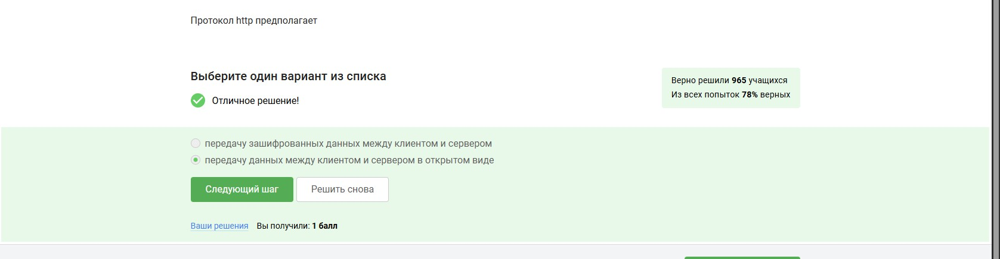 Протокол http предполагает
Выберите один вариант из списка
Отличное решение!
Верно решили 965 учащихся
Из всех попыток 78% верных
передачу зашифрованных данных между клиентом и сервером
передачу данных между клиентом и сервером в открытом виде
Следующий шаг
Решить снова
Ваши решения Вы получили: 1 балл